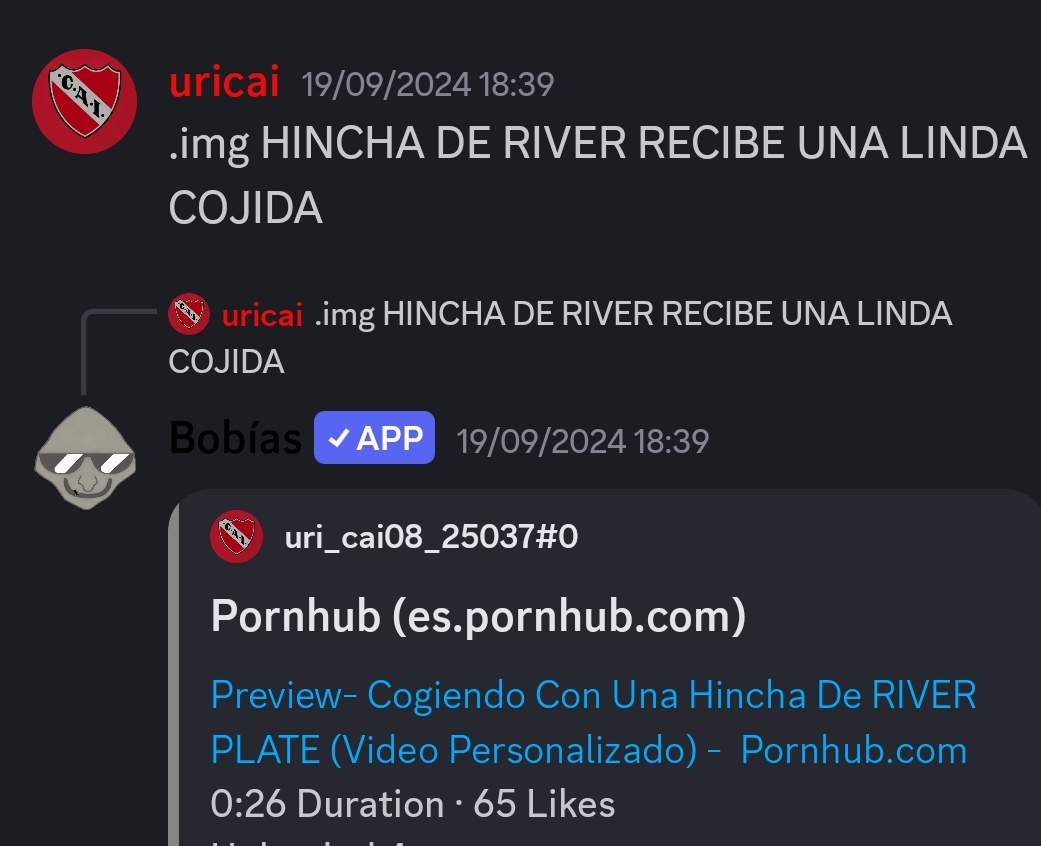 C.A.I.
uricai 19/09/2024 18:39
.img HINCHA DE RIVER RECIBE UNA LINDA
COJIDA
uricai .img HINCHA DE RIVER RECIBE UNA LINDA
COJIDA
Bobías APP 19/09/2024 18:39
uri_cai08_25037#0
Pornhub (es.pornhub.com)
Preview- Cogiendo Con Una Hincha De RIVER
PLATE (Video Personalizado) - Pornhub.com
0:26 Duration · 65 Likes